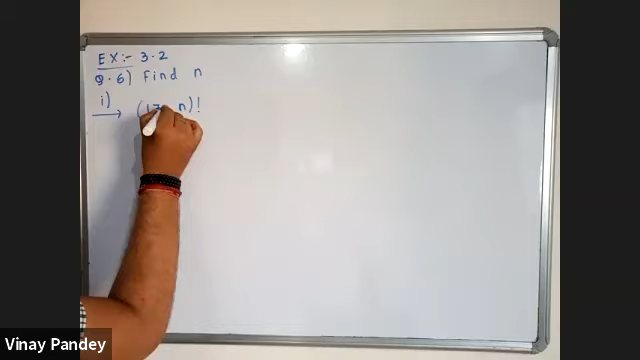 EX:- 3.2
Q.6) Find n
i)
(17 n)!
Vinay Pandey